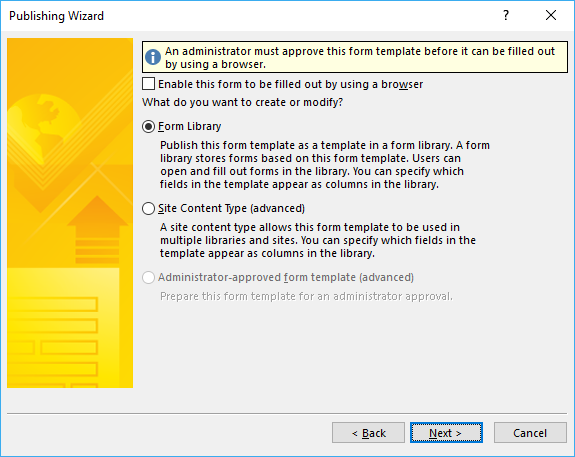 Publishing Wizard
?
An administrator must approve this form template before it can be filled out
by using a browser.
Enable this form to be filled out by using a browser
What do you want to create or modify?
Form Library
Publish this form template as a template in a form library. A form
library stores forms based on this form template. Users can
open and fill out forms in the library. You can specify which
fields in the template appear as columns in the library.
Site Content Type (advanced)
A site content type allows this form template to be used in
multiple libraries and sites. You can specify which fields in the
template appear as columns in the library.
Administrator-approved form template (advanced)
Prepare this form template for an administrator approval.
< Back
Next >
Cancel